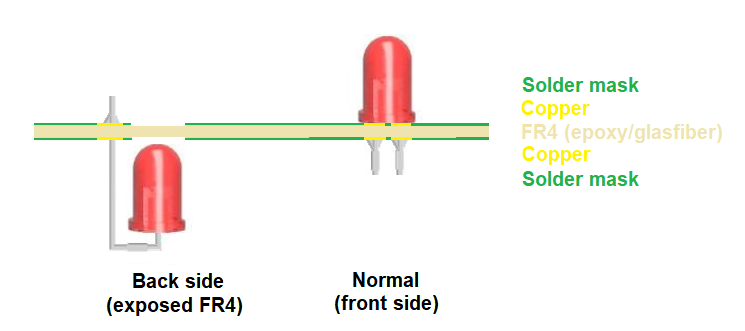 Solder mask
Copper
FR4 (epoxy/glasfiber)
Copper
Solder mask
Back side
(exposed FR4)
Normal
(front side)